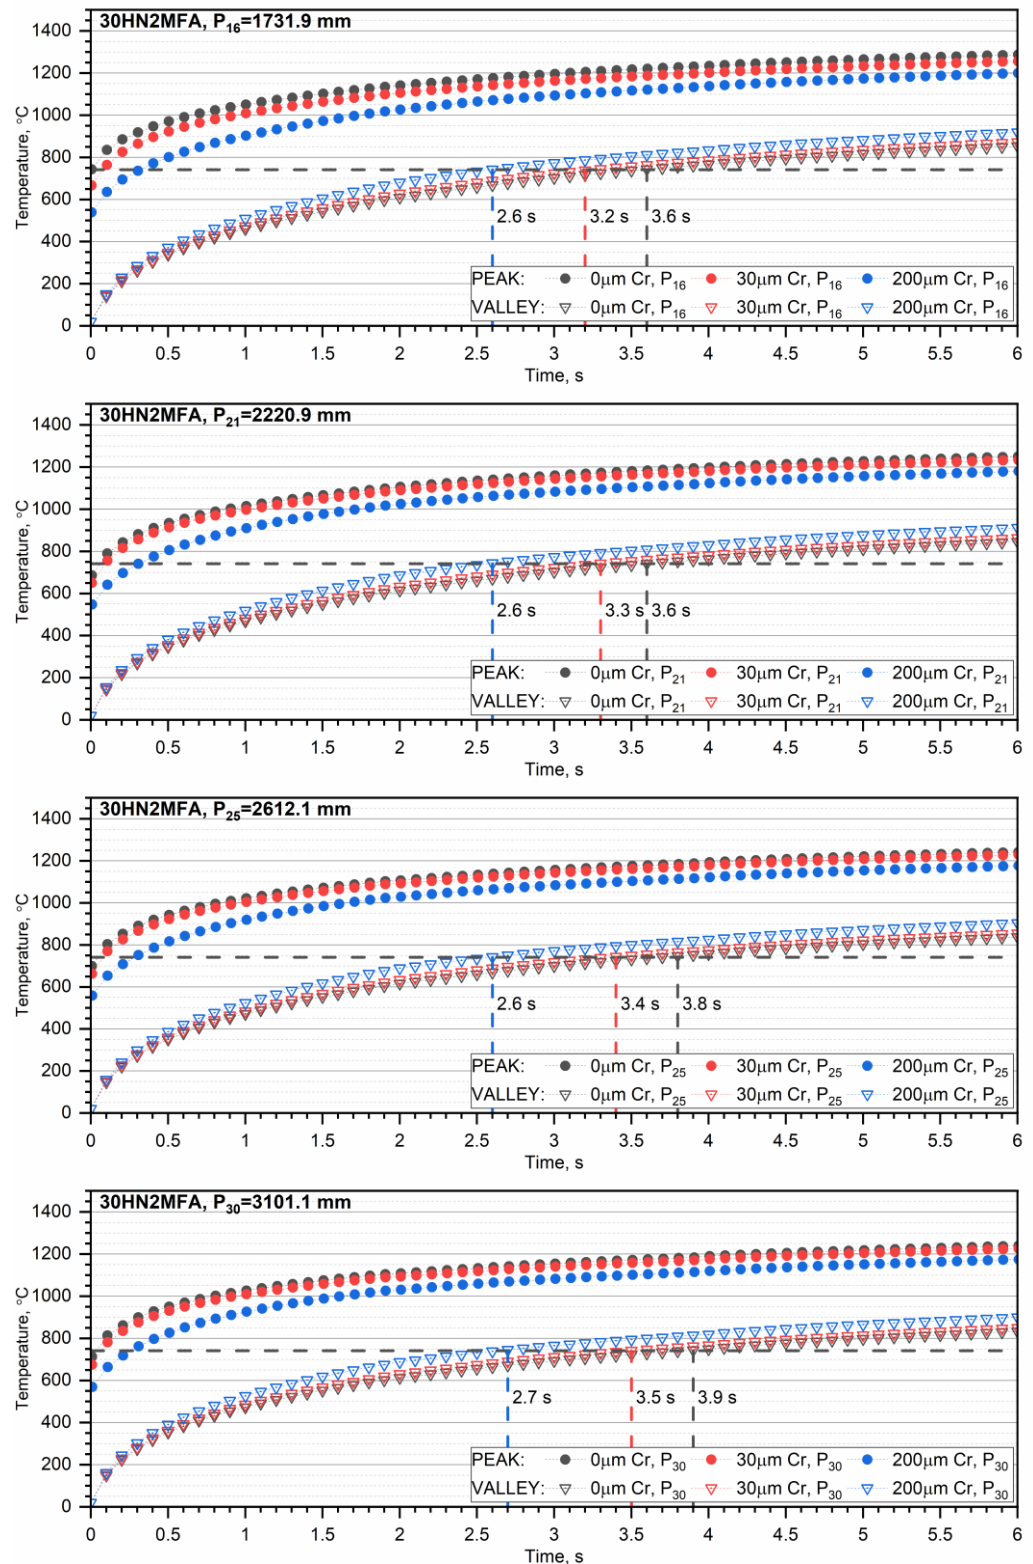 30HN2MFA, P₁₆=1731.9 mm
1400
1200
1000
800
600
400
200
0
Temperature, °C
2.6 s 3.2 s 3.6 s
PEAK: 0μm Cr, P₁₆ 30μm Cr, P₁₆ 200μm Cr, P₁₆
VALLEY: 0μm Cr, P₁₆ 30μm Cr, P₁₆ 200μm Cr, P₁₆
0 0.5 1 1.5 2 2.5 3 3.5 4 4.5 5 5.5 6
Time, s
30HN2MFA, P₂₁=2220.9 mm
1400
1200
1000
800
600
400
200
0
Temperature, °C
2.6 s 3.3 s 3.6 s
PEAK: 0μm Cr, P₂₁ 30μm Cr, P₂₁ 200μm Cr, P₂₁
VALLEY: 0μm Cr, P₂₁ 30μm Cr, P₂₁ 200μm Cr, P₂₁
0 0.5 1 1.5 2 2.5 3 3.5 4 4.5 5 5.5 6
Time, s
30HN2MFA, P₂₅=2612.1 mm
1400
1200
1000
800
600
400
200
0
Temperature, °C
2.6 s 3.4 s 3.8 s
PEAK: 0μm Cr, P₂₅ 30μm Cr, P₂₅ 200μm Cr, P₂₅
VALLEY: 0μm Cr, P₂₅ 30μm Cr, P₂₅ 200μm Cr, P₂₅
0 0.5 1 1.5 2 2.5 3 3.5 4 4.5 5 5.5 6
Time, s
30HN2MFA, P₃₀=3101.1 mm
1400
1200
1000
800
600
400
200
0
Temperature, °C
2.7 s 3.5 s 3.9 s
PEAK: 0μm Cr, P₃₀ 30μm Cr, P₃₀ 200μm Cr, P₃₀
VALLEY: 0μm Cr, P₃₀ 30μm Cr, P₃₀ 200μm Cr, P₃₀
0 0.5 1 1.5 2 2.5 3 3.5 4 4.5 5 5.5 6
Time, s